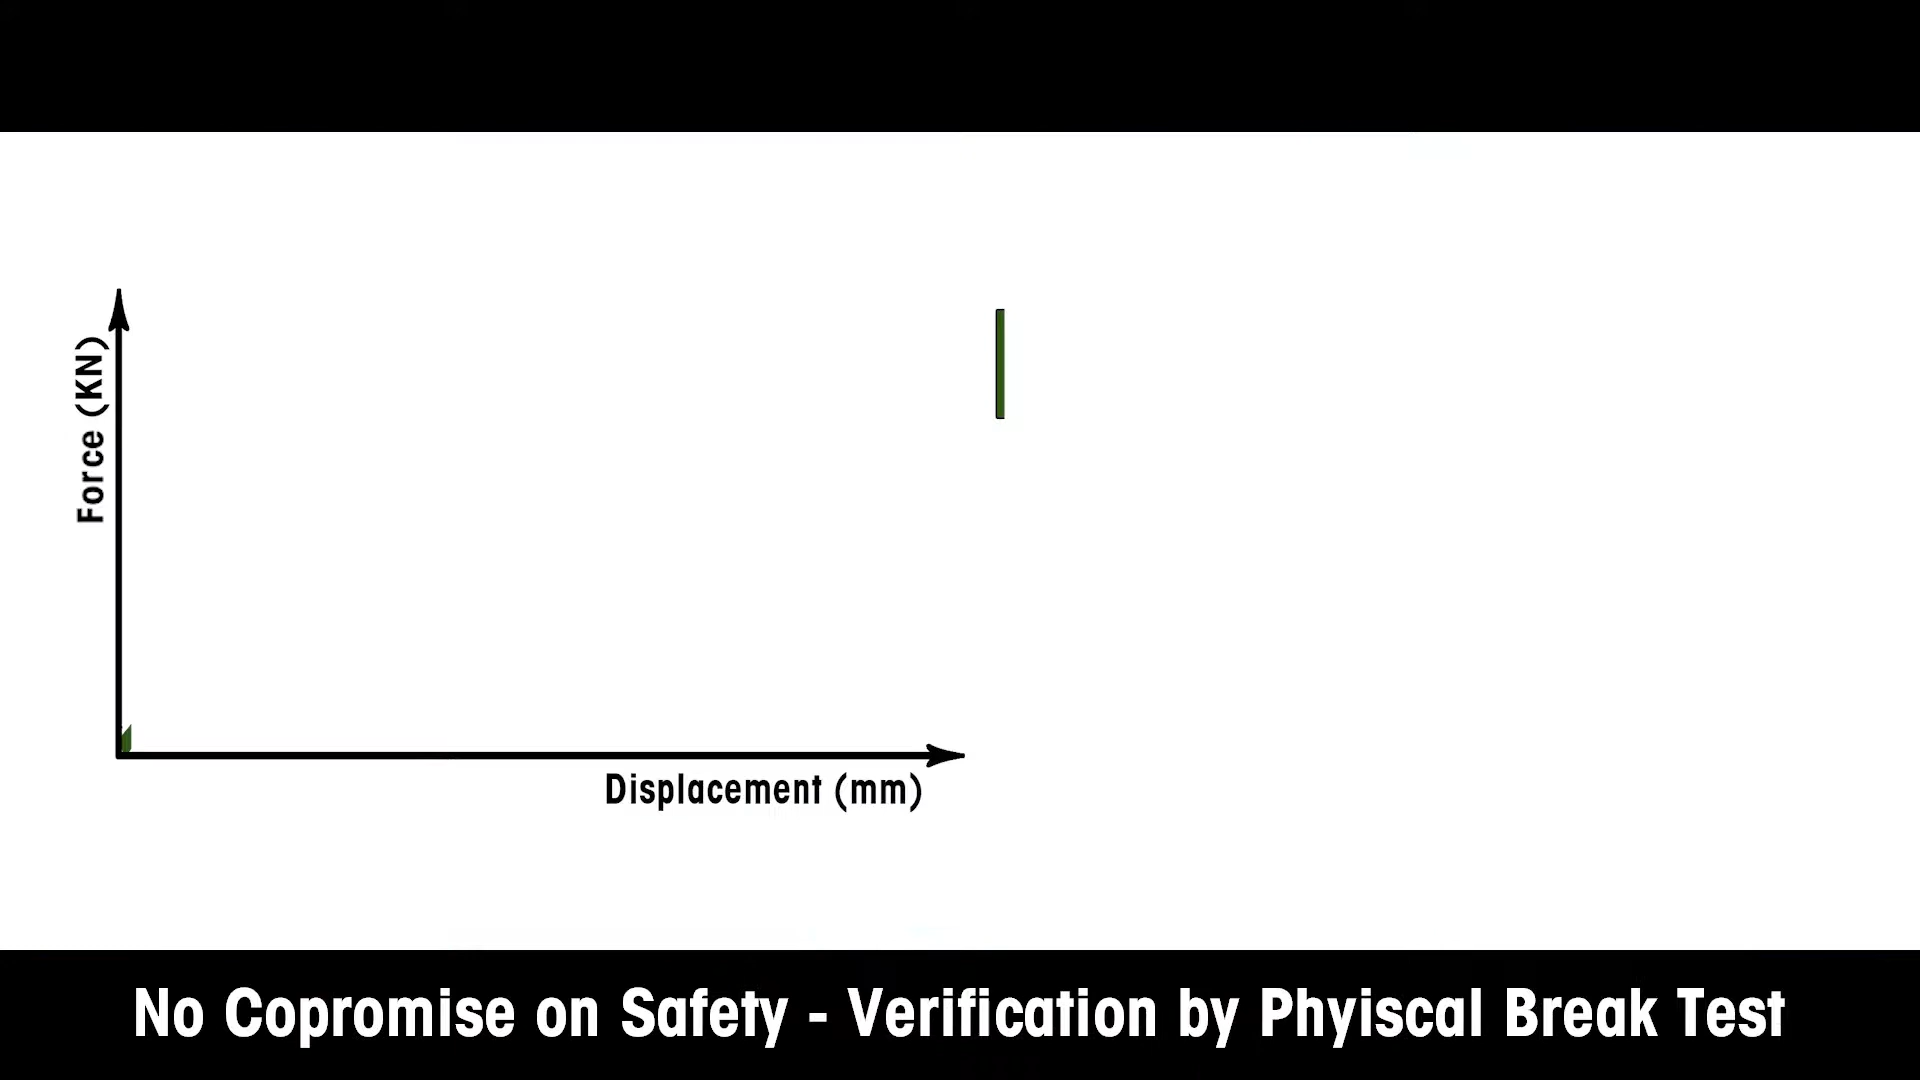 Force (KN)
Displacement (mm)
No Copromise on Safety - Verification by Phyiscal Break Test